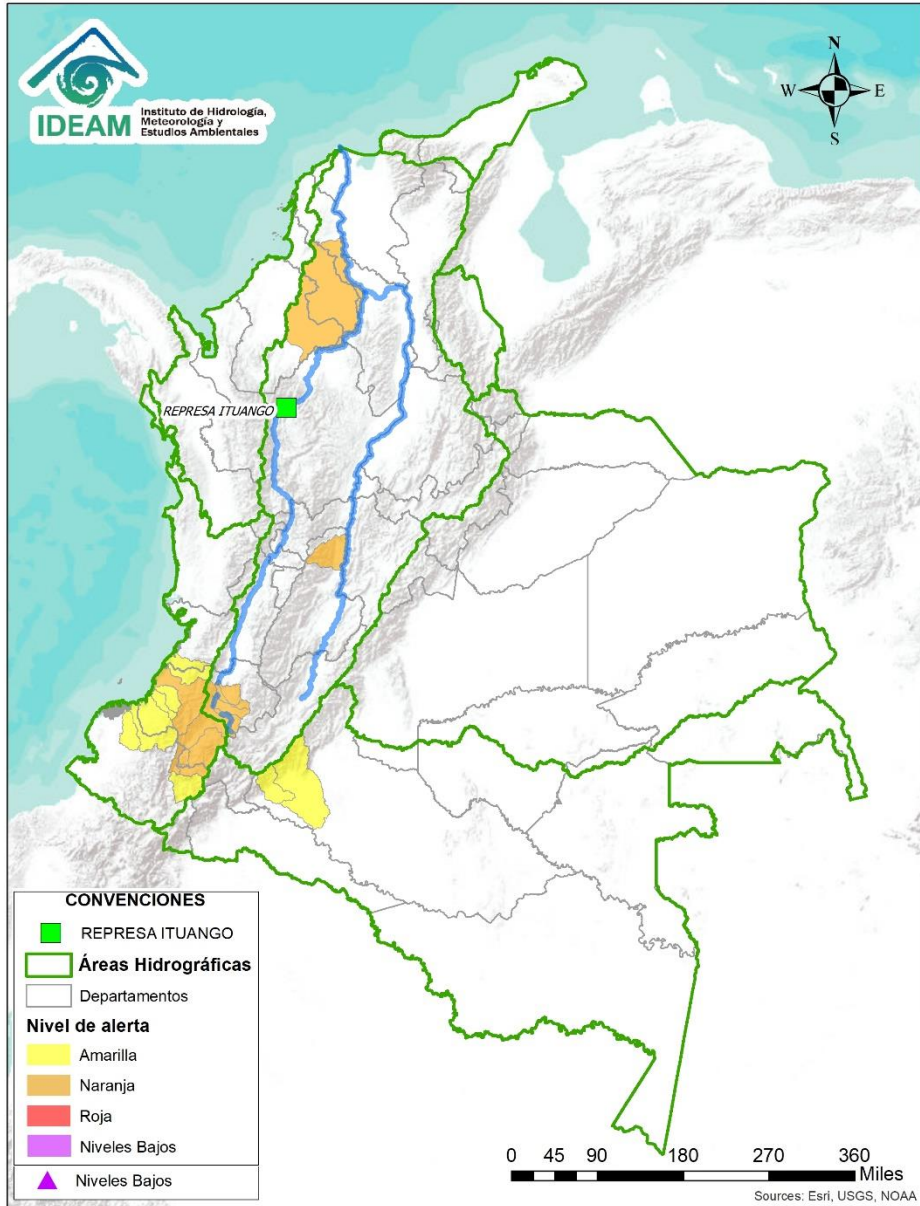 IDEAM
Instituto de Hidrología,
Meteorología y
Estudios Ambientales
N
W
E
S
REPRESA ITUANGO
CONVENCIONES
REPRESA ITUANGO
Áreas Hidrográficas
Departamentos
Nivel de alerta
Amarilla
Naranja
Roja
Niveles Bajos
Niveles Bajos
0 45 90 180 270 360
Miles
Sources: Esri, USGS, NOAA